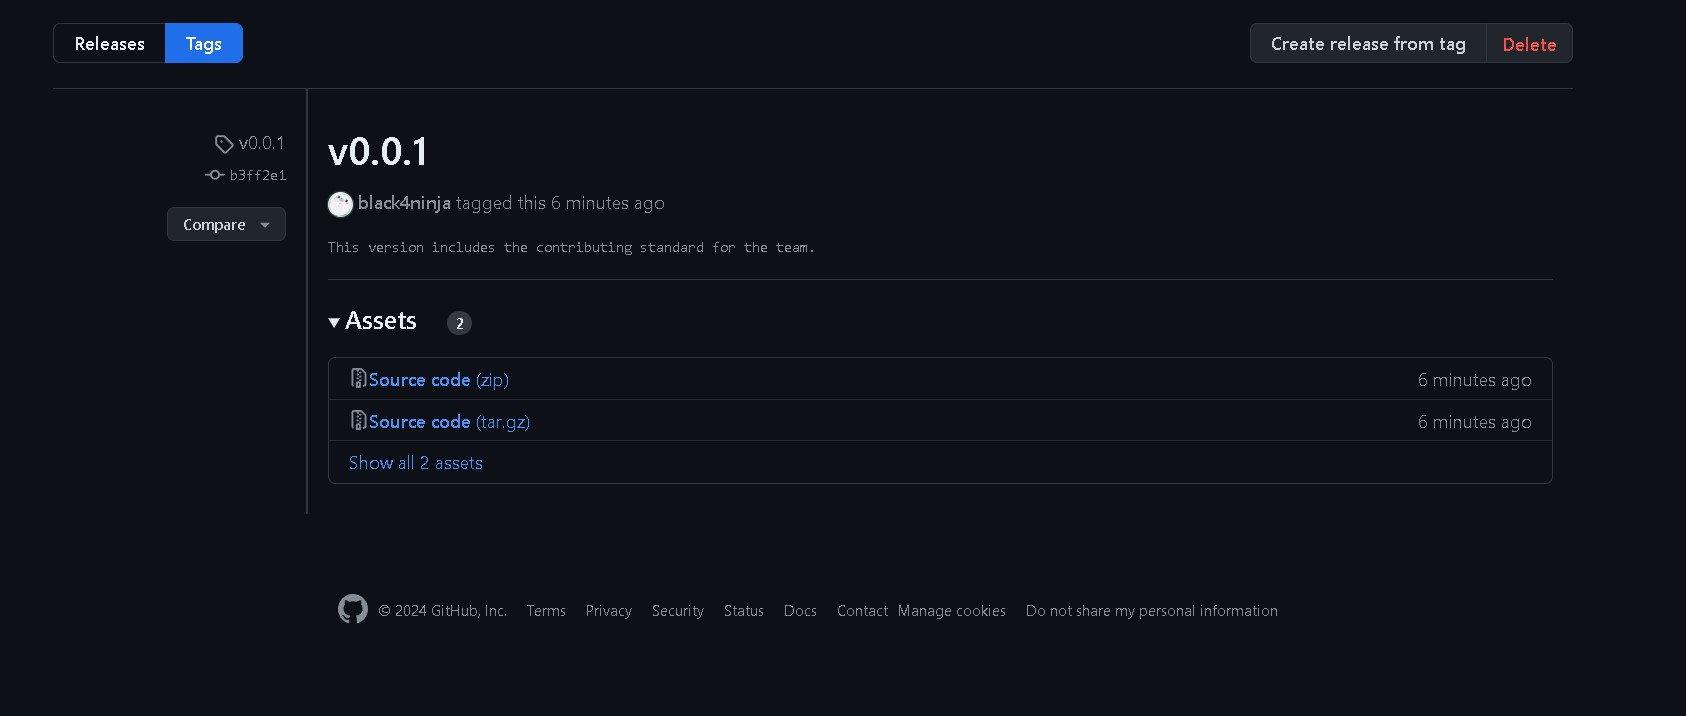 Releases Tags Create release from tag Delete
v0.0.1
b3ff2e1
Compare
v0.0.1
black4ninja tagged this 6 minutes ago
This version includes the contributing standard for the team.
Assets 2
Source code (zip) 6 minutes ago
Source code (tar.gz) 6 minutes ago
Show all 2 assets
© 2024 GitHub, Inc. Terms Privacy Security Status Docs Contact Manage cookies Do not share my personal information